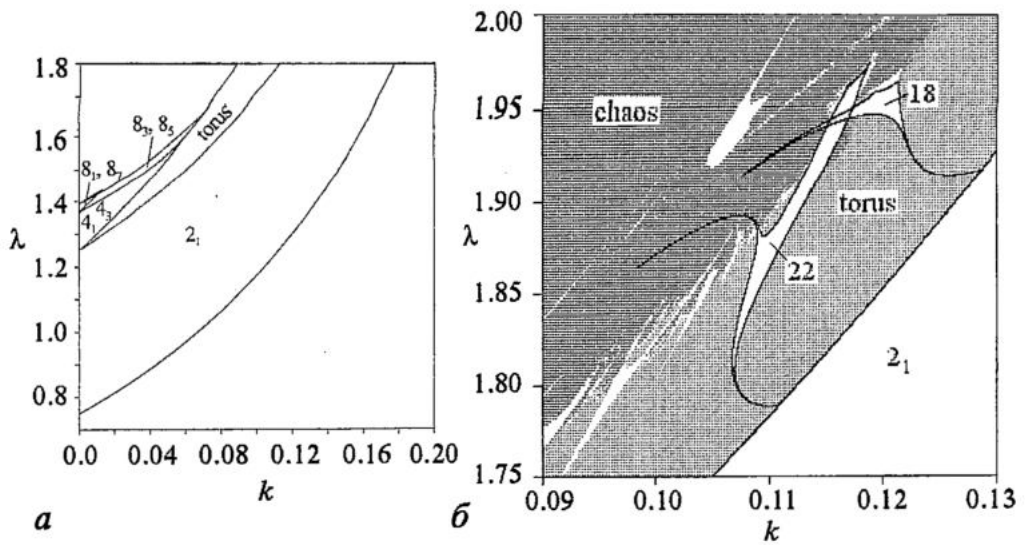 1.8
1.6
1.4
λ
1.2
1.0
0.8
8₃, 8₅
torus
8₁, 8₇
4₃
4₁
2₁
0.0 0.04 0.08 0.12 0.16 0.20
k
а
2.00
1.95
1.90
λ
1.85
1.80
1.75
chaos
18
torus
22
2₁
0.09 0.10 0.11 0.12 0.13
k
б